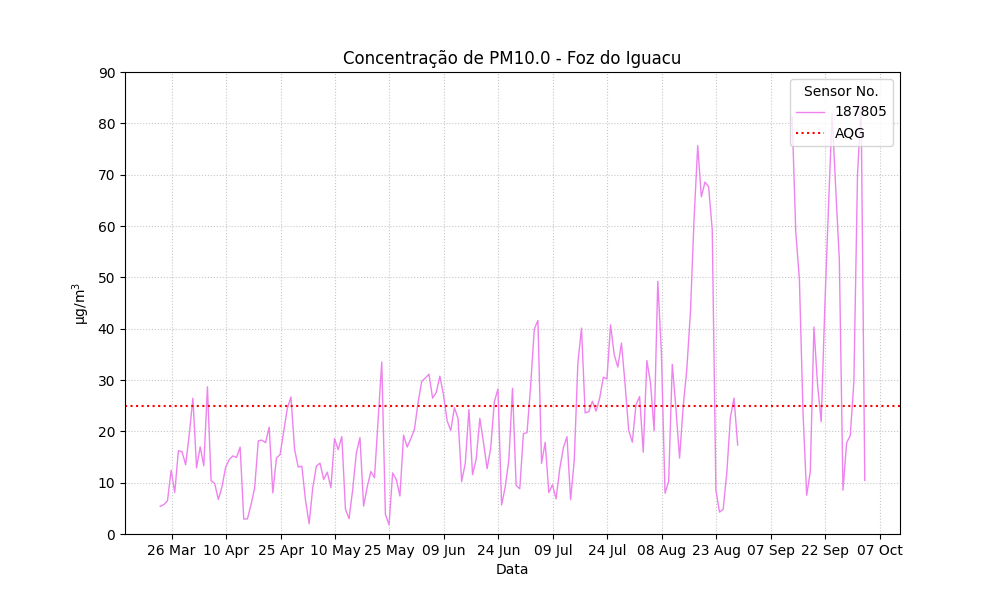 Concentração de PM10.0 - Foz do Iguacu
90
80
70
60
50
40
30
20
10
0
µg/m³
Sensor No.
187805
AQG
26 Mar 10 Apr 25 Apr 10 May 25 May 09 Jun 24 Jun 09 Jul 24 Jul 08 Aug 23 Aug 07 Sep 22 Sep 07 Oct
Data